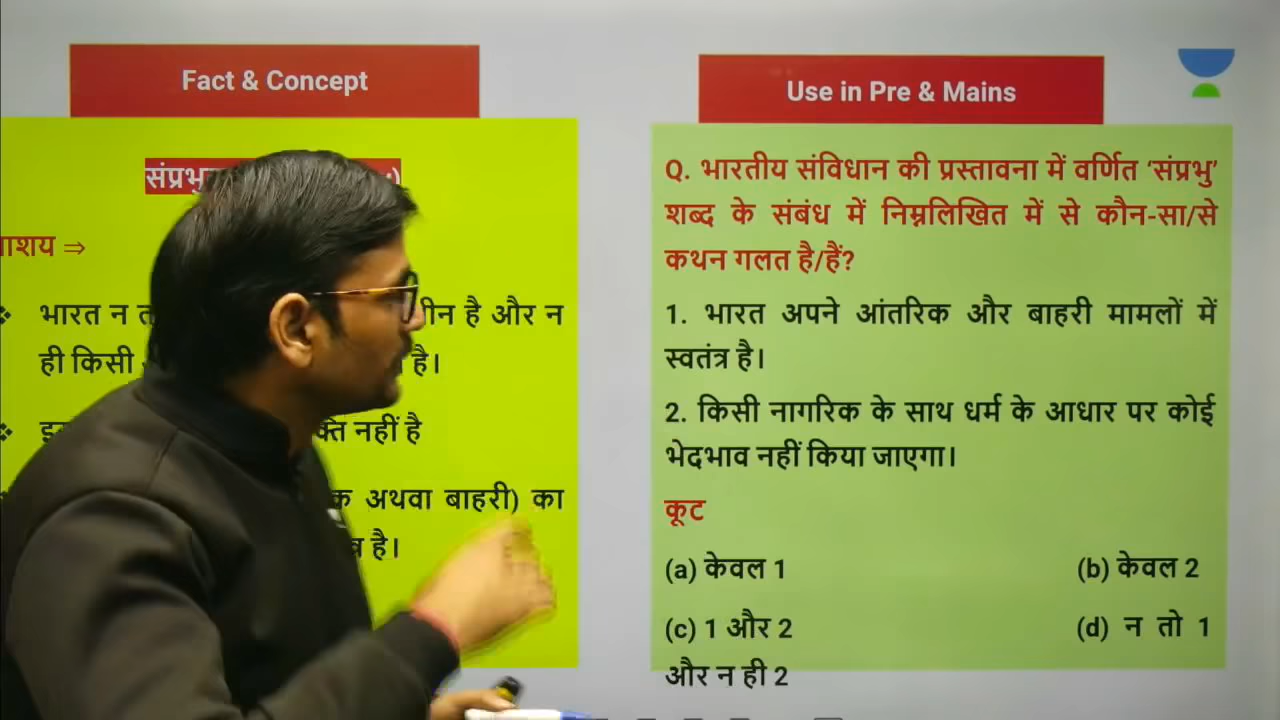 Fact & Concept
भारत न
है और न
ही किसी
है।
नहीं है
अथवा बाहरी) का
है।
Use in Pre & Mains
Q. भारतीय संविधान की प्रस्तावना में वर्णित ‘संप्रभु’
शब्द के संबंध में निम्नलिखित में से कौन-सा/से
कथन गलत है/हैं?
1. भारत अपने आंतरिक और बाहरी मामलों में
स्वतंत्र है।
2. किसी नागरिक के साथ धर्म के आधार पर कोई
भेदभाव नहीं किया जाएगा।
कूट
(a) केवल 1 (b) केवल 2
(c) 1 और 2 (d) न तो 1
और न ही 2